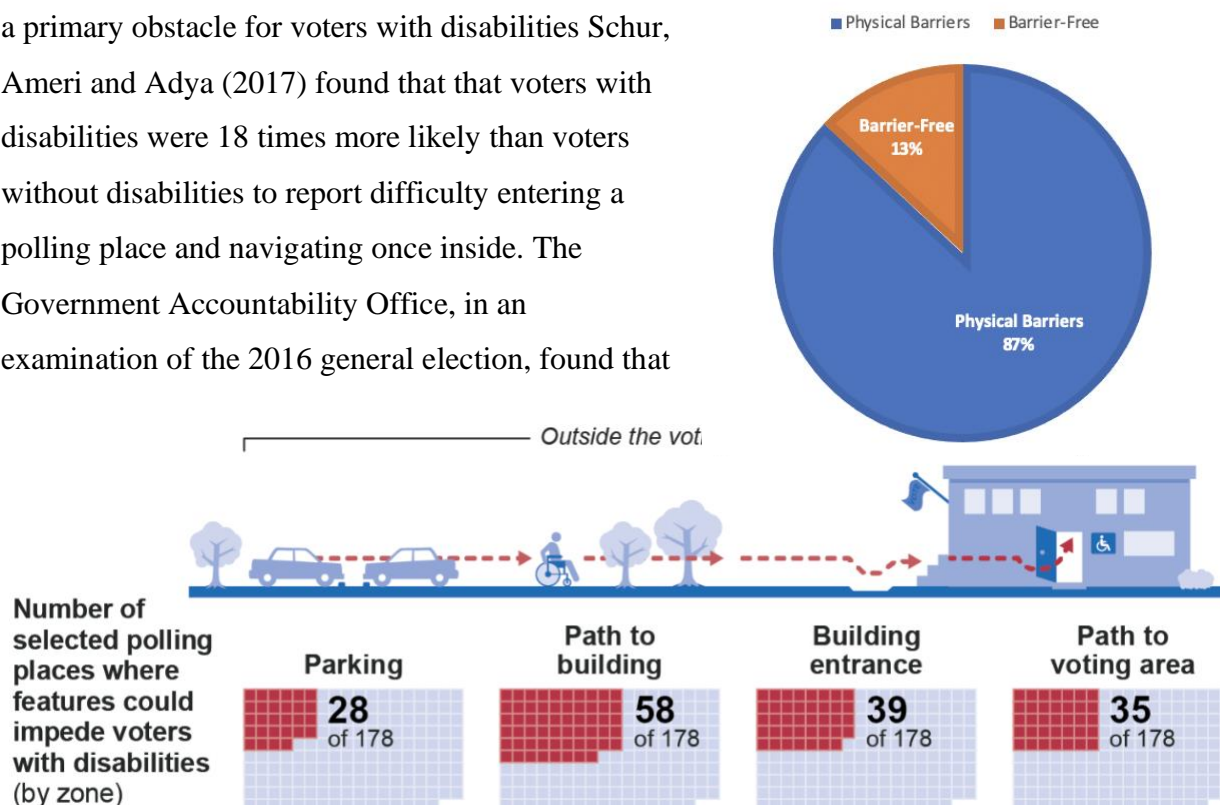 a primary obstacle for voters with disabilities Schur,
Ameri and Adya (2017) found that that voters with
disabilities were 18 times more likely than voters
without disabilities to report difficulty entering a
polling place and navigating once inside. The
Government Accountability Office, in an
examination of the 2016 general election, found that
Physical Barriers Barrier-Free
Barrier-Free
13%
Physical Barriers
87%
Outside the
Number of
selected polling
places where
features could
impede voters
with disabilities
(by zone)
Parking
28
of 178
Path to
building
58
of 178
Building
entrance
39
of 178
Path to
voting area
35
of 178